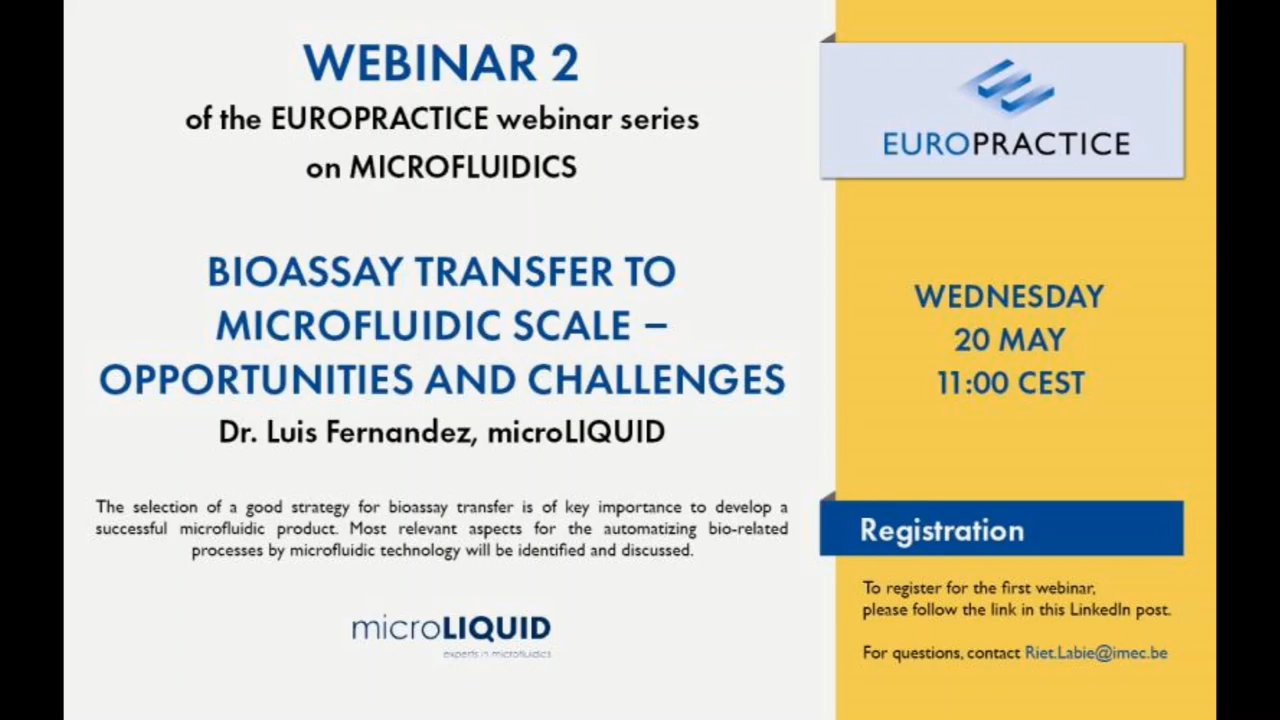 WEBINAR 2
of the EUROPRACTICE webinar series
on MICROFLUIDICS
BIOASSAY TRANSFER TO
MICROFLUIDIC SCALE –
OPPORTUNITIES AND CHALLENGES
Dr. Luis Fernandez, microLIQUID
The selection of a good strategy for bioassay transfer is of key importance to develop a
successful microfluidic product. Most relevant aspects for the automatizing bio-related
processes by microfluidic technology will be identified and discussed.
microLIQUID
experts in microfluidics
EUROPRACTICE
WEDNESDAY
20 MAY
11:00 CEST
Registration
To register for the first webinar,
please follow the link in this LinkedIn post.
For questions, contact Riet.Labie@imec.be